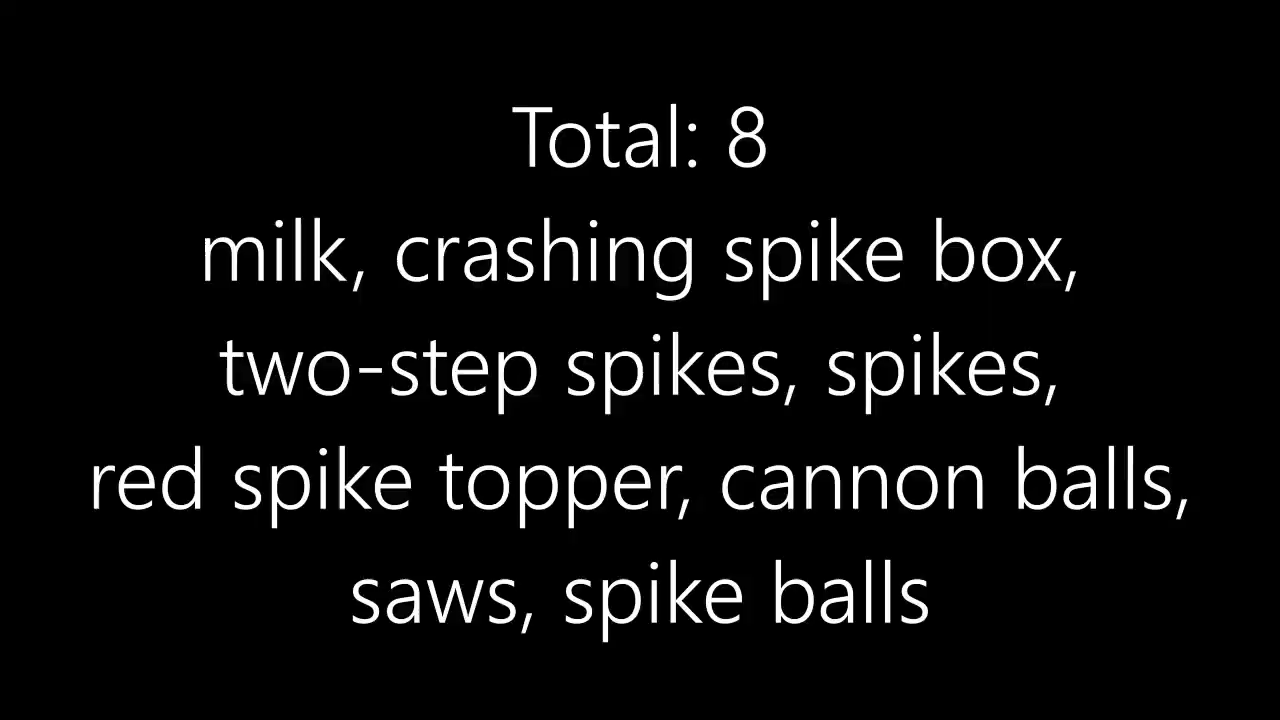 Total: 8
milk, crashing spike box,
two-step spikes, spikes,
red spike topper, cannon balls,
saws, spike balls